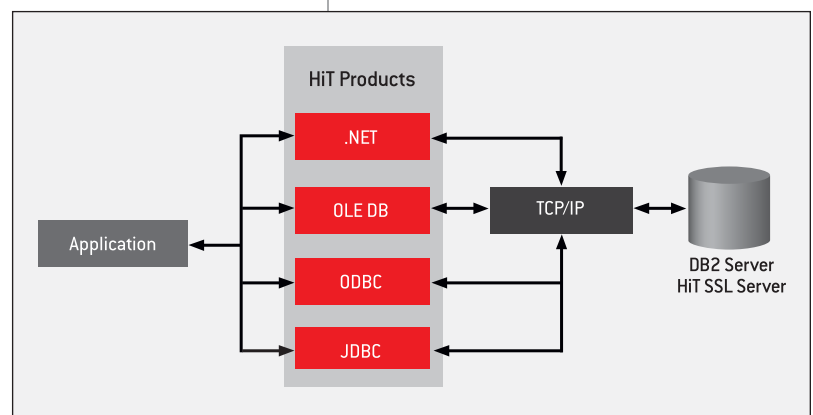 HiT Products
.NET
OLE DB
TCP/IP
Application
ODBC
JDBC
DB2 Server
HiT SSL Server